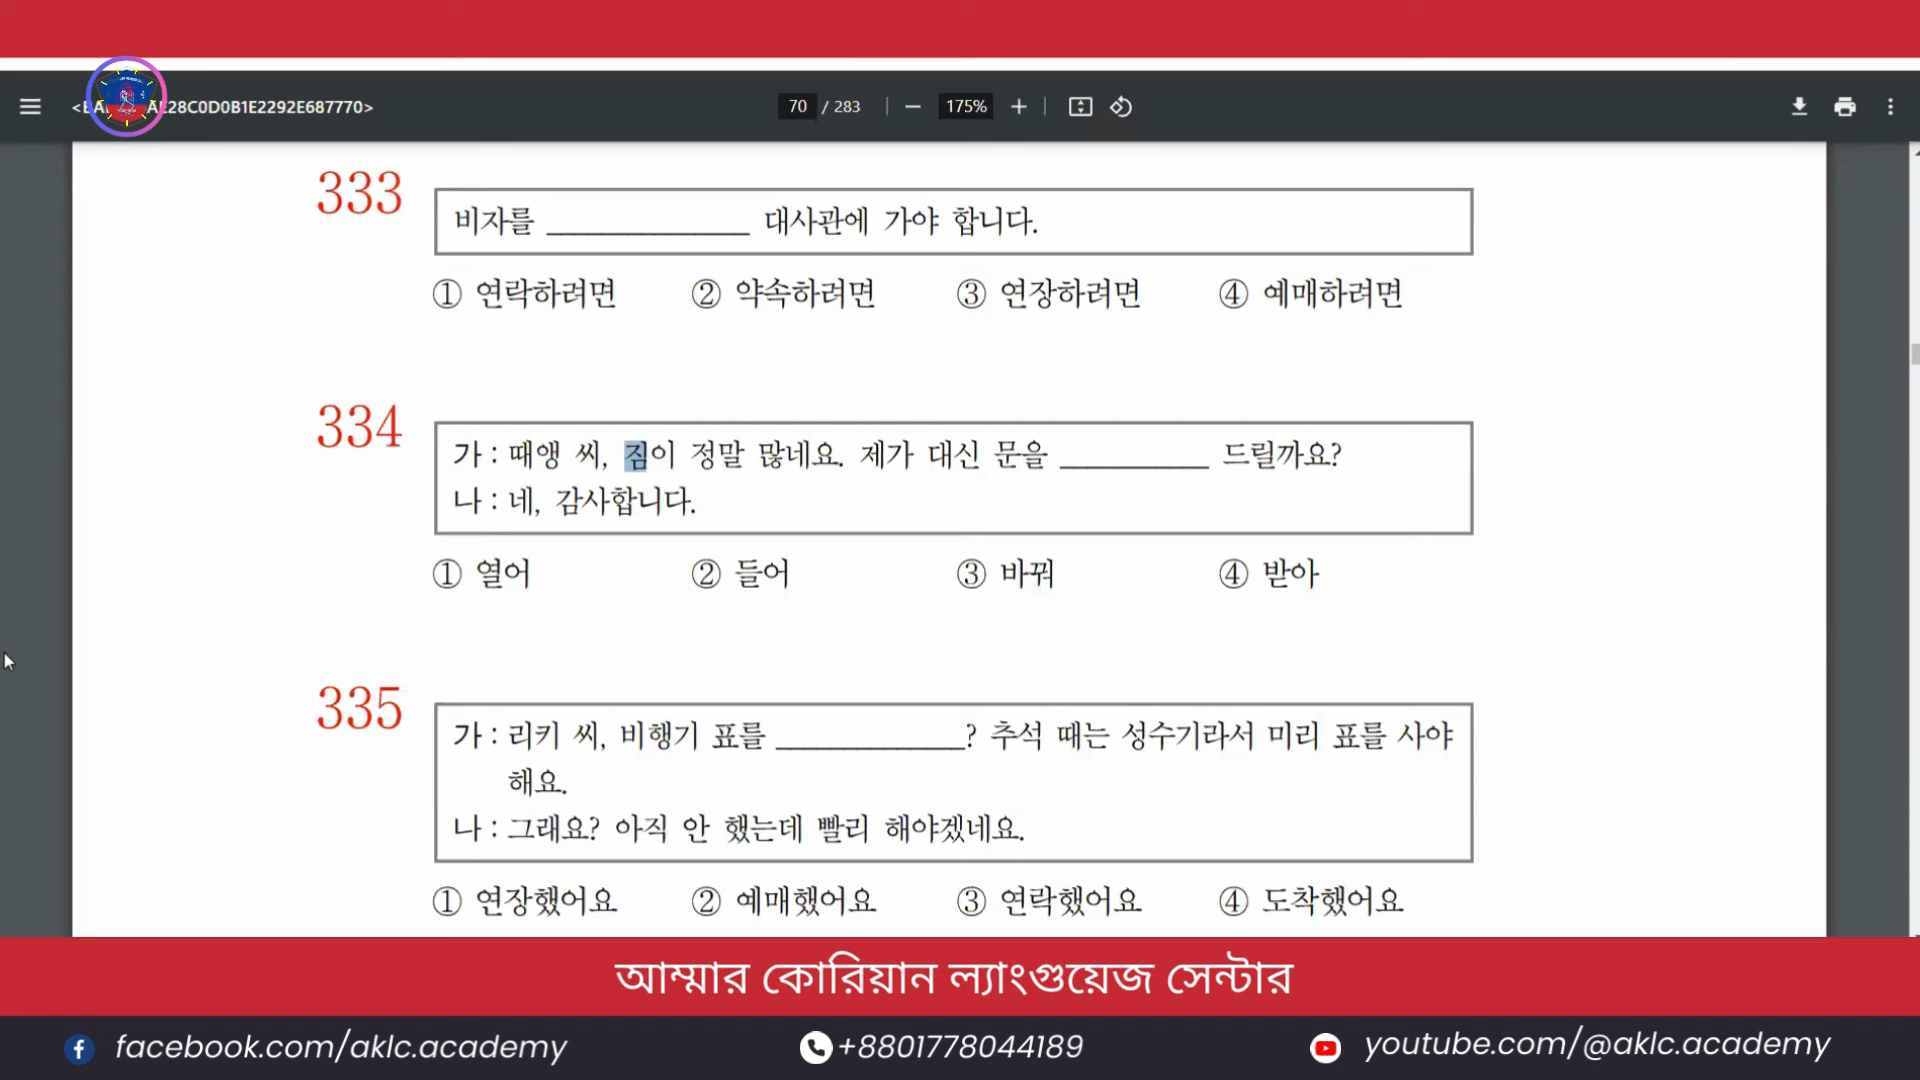 70 / 283
175%
333
비자를 _____________ 대사관에 가야 합니다.
① 연락하려면 ② 약속하려면 ③ 연장하려면 ④ 예매하려면
334
가 : 때앵 씨, 짐이 정말 많네요. 제가 대신 문을 __________ 드릴까요?
나 : 네, 감사합니다.
① 열어 ② 들어 ③ 바꿔 ④ 받아
335
가 : 리키 씨, 비행기 표를 ____________? 추석 때는 성수기라서 미리 표를 사야
해요.
나 : 그래요? 아직 안 했는데 빨리 해야겠네요.
① 연장했어요 ② 예매했어요 ③ 연락했어요 ④ 도착했어요
আম্মার কোরিয়ান ল্যাংগুয়েজ সেন্টার
facebook.com/aklc.academy +8801778044189 youtube.com/@aklc.academy